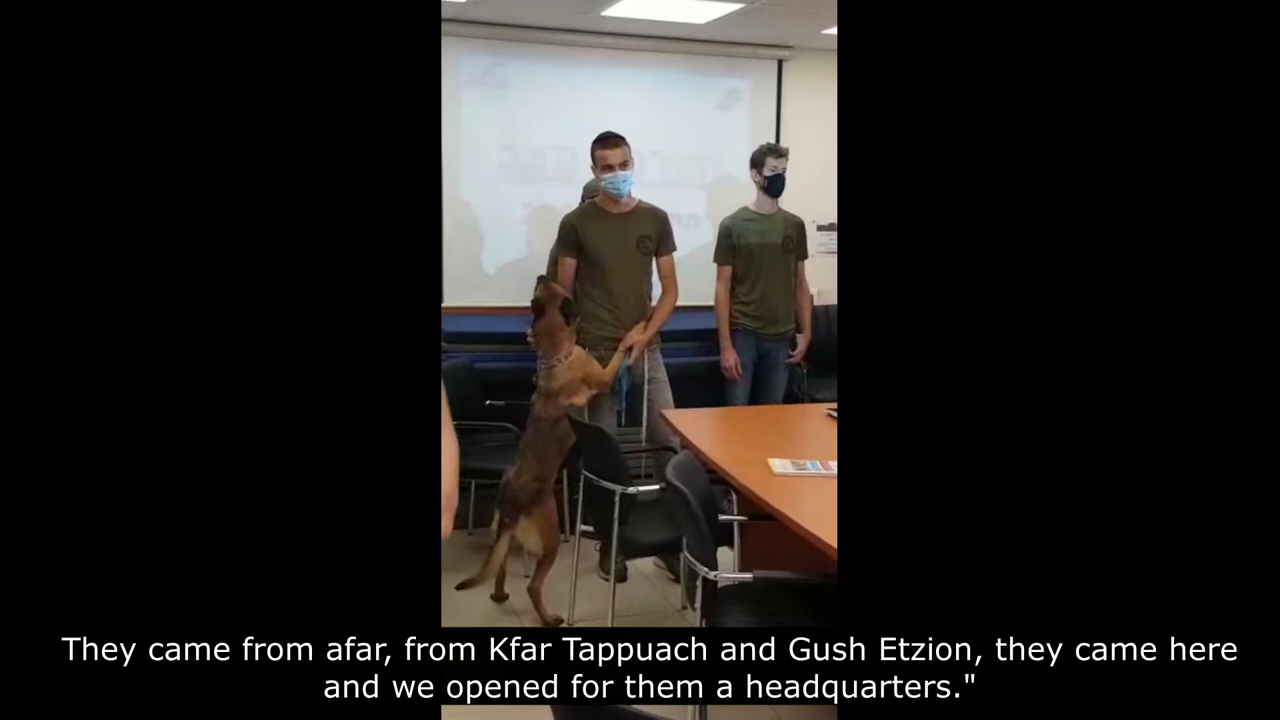 They came from afar, from Kfar Tappuach and Gush Etzion, they came here
and we opened for them a headquarters."